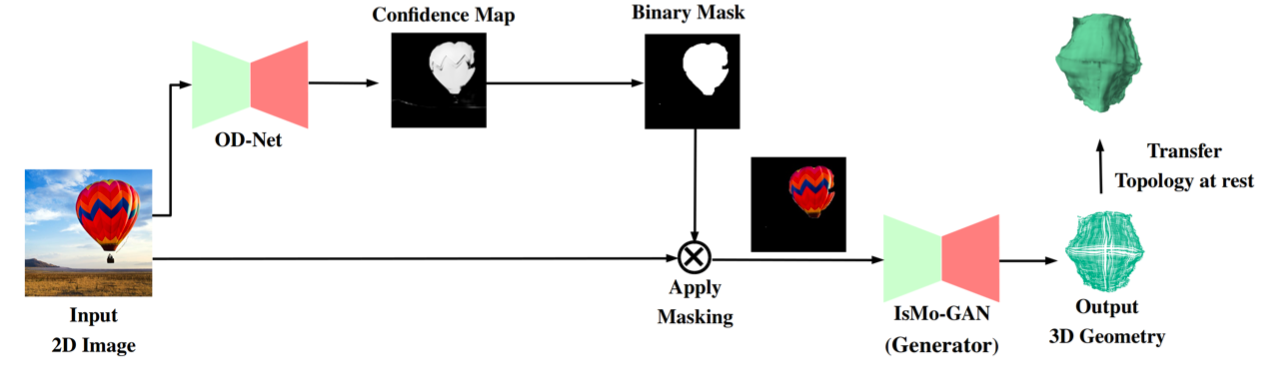 Confidence Map
Binary Mask
OD-Net
Transfer
Topology at rest
Input
2D Image
Apply
Masking
IsMo-GAN
(Generator)
Output
3D Geometry